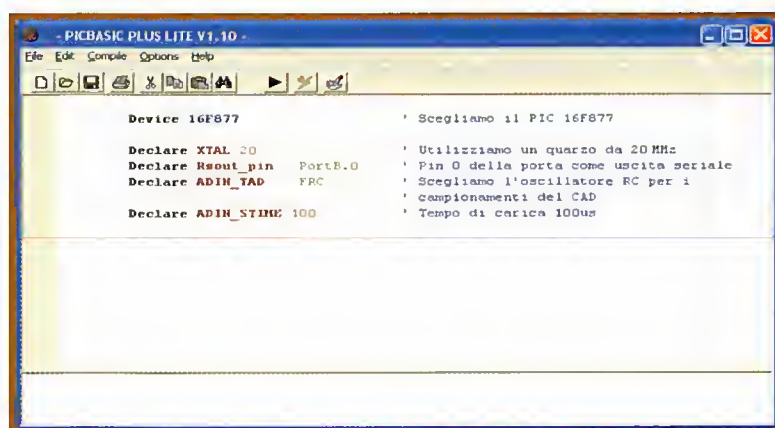 - PICBASIC PLUS LITE V1.10 -
File Edit Compile Options Help
Device 16F877 ' Scegliamo il PIC 16F877
Declare XTAL 20 ' Utilizziamo un quarzo da 20 MHz
Declare Rsout_pin PortB.0 ' Pin 0 della porta come uscita seriale
Declare ADIN_TAD FRC ' Scegliamo l'oscillatore RC per i
' campionamenti del CAD
Declare ADIN_STIME 100 ' Tempo di carica 100us